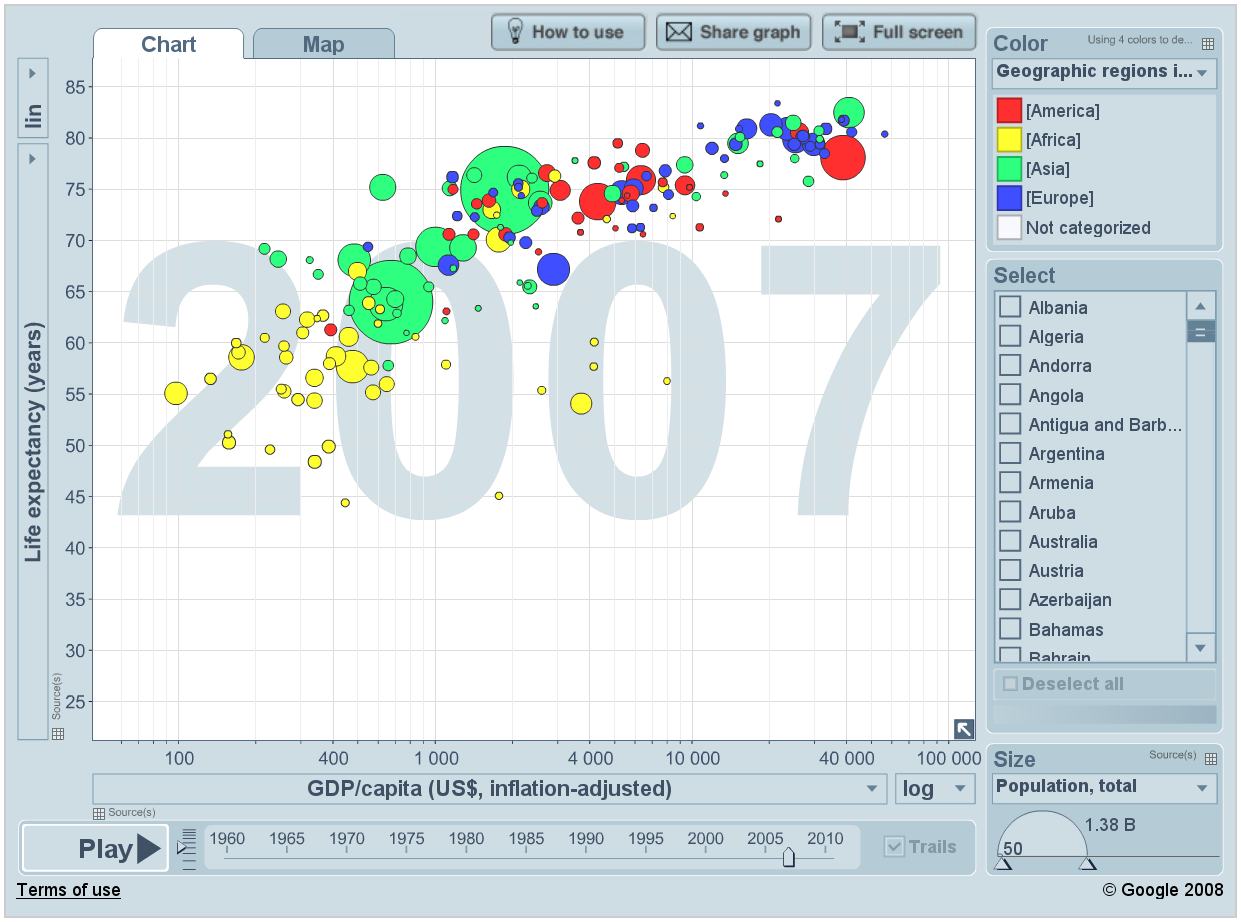 Chart
Map
How to use
Share graph
Full screen
Color
Using 4 colors to de...
Geographic regions i...
[America]
[Africa]
[Asia]
[Europe]
Not categorized
Select
Albania
Algeria
Andorra
Angola
Antigua and Barb...
Argentina
Armenia
Aruba
Australia
Austria
Azerbaijan
Bahamas
Bahrain
Deselect all
Size
Source(s)
Population, total
1.38 B
50
lin
Life expectancy (years)
Source(s)
85
80
75
70
65
60
55
50
45
40
35
30
25
2007
100
400
1 000
4 000
10 000
40 000
100 000
GDP/capita (US$, inflation-adjusted)
log
Source(s)
Play
1960
1965
1970
1975
1980
1985
1990
1995
2000
2005
2010
Trails
Terms of use
© Google 2008